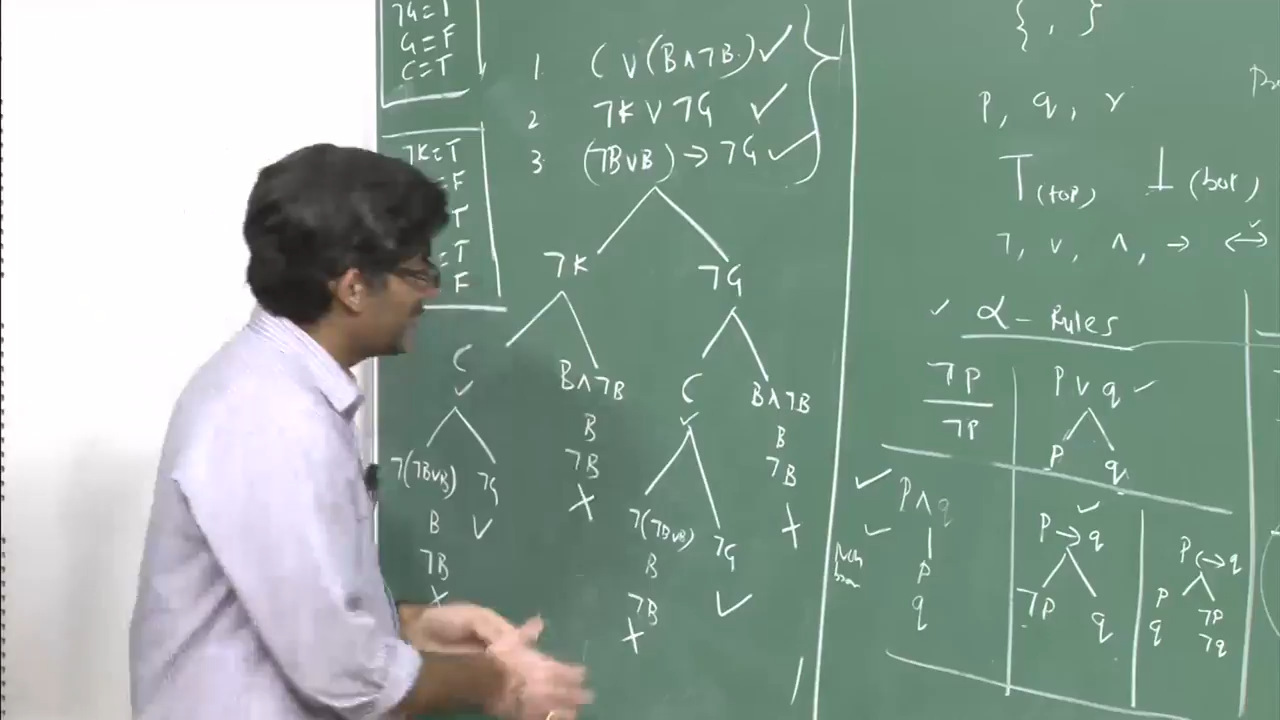 ¬G=T
G=F
C=T
¬K=T
=F
T
=T
F
1. C ∨ (B∧¬B) ✓
2 ¬K ∨ ¬G ✓
3. (¬B∨B) → ¬G ✓
¬K ¬G
C B∧¬B C B∧¬B
✓ B ✓ B
¬B ¬B
¬(¬B∨B) ¬G X X
B ✓ ¬(¬B∨B) ¬G
¬B B ✓
X ¬B
X
{ , }
P, q, r
T (top) ⊥ (bot)
¬, ∨, ∧, → ↔
✓ α - Rules
¬P
¬P
P ∨ q ✓
P q
✓ P∧q
✓
P
q
✓
P → q
¬P q
P ↔ q
P ¬P
q ¬q